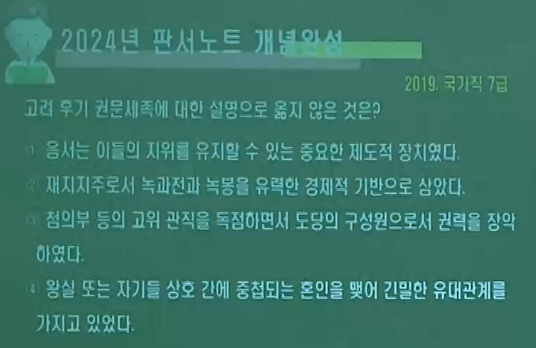 2024년 판서노트 개념완성
2019. 국가직 7급
고려 후기 권문세족에 대한 설명으로 옳지 않은 것은?
(1) 음서는 이들의 지위를 유지할 수 있는 중요한 제도적 장치였다.
(2) 재지지주로서 녹과전과 녹봉을 유력한 경제적 기반으로 삼았다.
(3) 첨의부 등의 고위 관직을 독점하면서 도당의 구성원으로서 권력을 장악
하였다.
(4) 왕실 또는 자기들 상호 간에 중첩되는 혼인을 맺어 긴밀한 유대관계를
가지고 있었다.